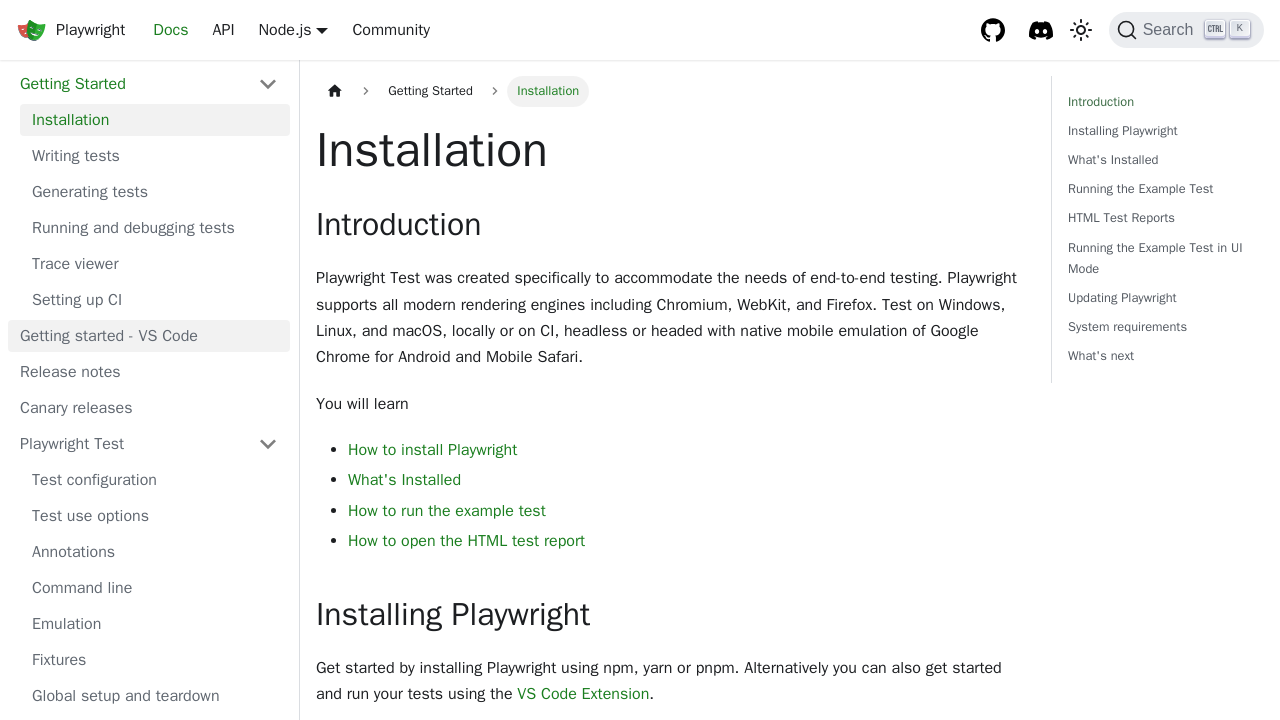 Playwright
Docs
API
Node.js
Community
Search
CTRL
K
Getting Started
Installation
Writing tests
Generating tests
Running and debugging tests
Trace viewer
Setting up CI
Getting started - VS Code
Release notes
Canary releases
Playwright Test
Test configuration
Test use options
Annotations
Command line
Emulation
Fixtures
Global setup and teardown
Getting Started
Installation
Installation
Introduction
Playwright Test was created specifically to accommodate the needs of end-to-end testing. Playwright
supports all modern rendering engines including Chromium, WebKit, and Firefox. Test on Windows,
Linux, and macOS, locally or on CI, headless or headed with native mobile emulation of Google
Chrome for Android and Mobile Safari.
You will learn
How to install Playwright
What's Installed
How to run the example test
How to open the HTML test report
Installing Playwright
Get started by installing Playwright using npm, yarn or pnpm. Alternatively you can also get started
and run your tests using the VS Code Extension.
Introduction
Installing Playwright
What's Installed
Running the Example Test
HTML Test Reports
Running the Example Test in UI
Mode
Updating Playwright
System requirements
What's next